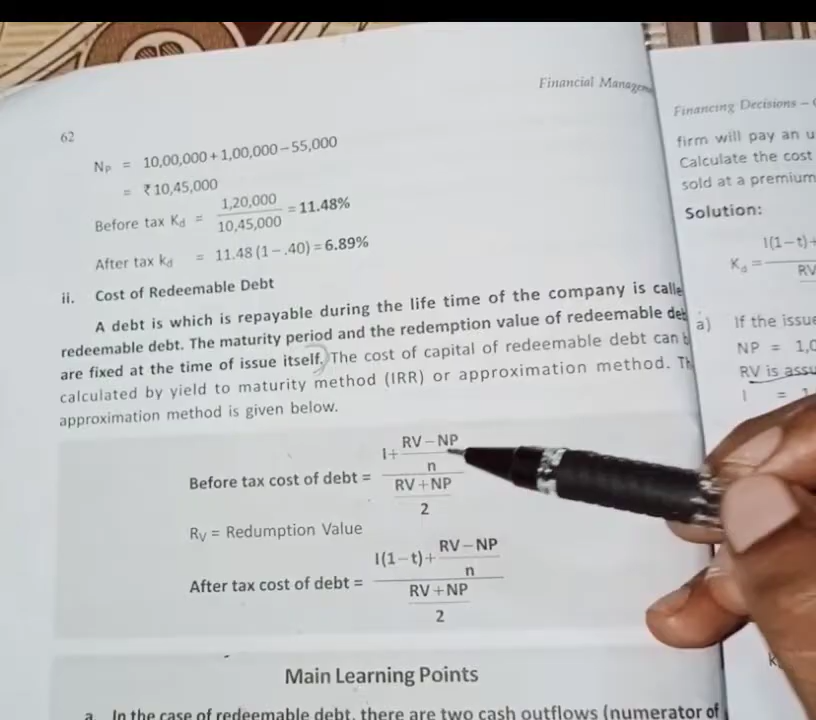 Financial Managem
62
Np = 10,00,000 + 1,00,000 – 55,000
= ₹ 10,45,000
Before tax Kd = 1,20,000 / 10,45,000 = 11.48%
After tax kd = 11.48 (1 – .40) = 6.89%
ii. Cost of Redeemable Debt
A debt is which is repayable during the life time of the company is calle
redeemable debt. The maturity period and the redemption value of redeemable deb
are fixed at the time of issue itself. The cost of capital of redeemable debt can b
calculated by yield to maturity method (IRR) or approximation method. Th
approximation method is given below.
Before tax cost of debt = I + (RV – NP / n) / (RV + NP / 2)
Rv = Redumption Value
After tax cost of debt = I(1 – t) + (RV – NP / n) / (RV + NP / 2)
Main Learning Points
a. In the case of redeemable debt, there are two cash outflows (numerator of
Financing Decisions –
firm will pay an u
Calculate the cost
sold at a premium
Solution:
Kd = I(1 – t) + / RV
a) If the issue
NP = 1,0
RV is assu
I = 1
k